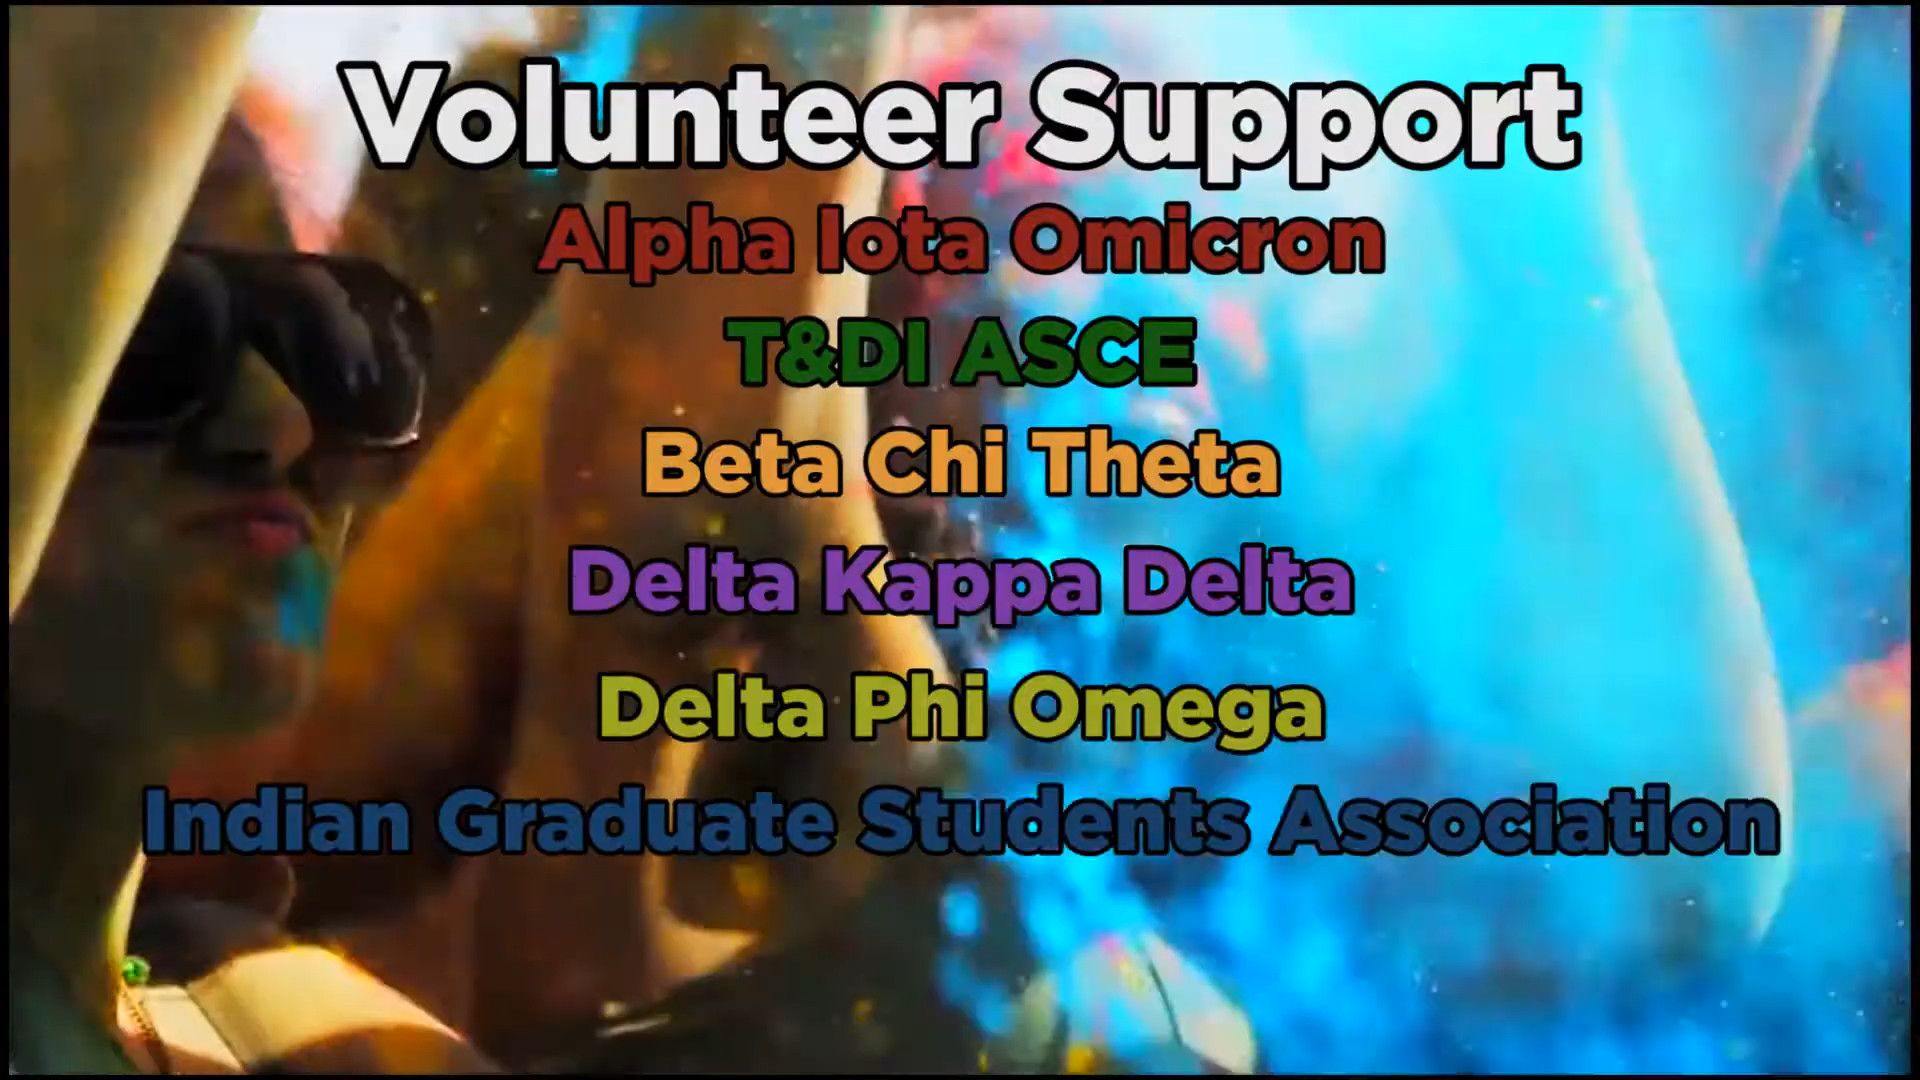 Volunteer Support
Alpha Iota Omicron
T&DI ASCE
Beta Chi Theta
Delta Kappa Delta
Delta Phi Omega
Indian Graduate Students Association